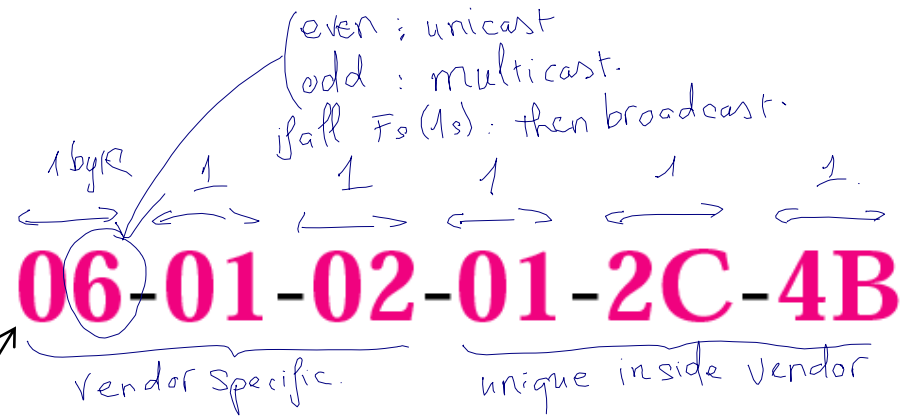 even : unicast
odd : multicast.
if all Fs (1s) : then broadcast.
1 byte 1 1 1 1 1.
06-01-02-01-2C-4B
vendor specific. unique inside vendor